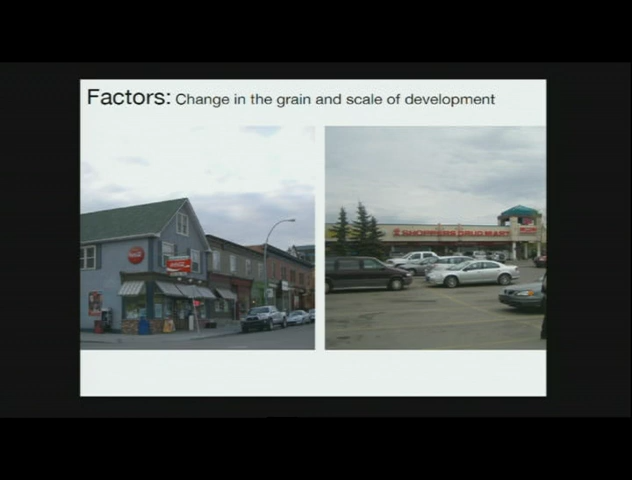 Factors: Change in the grain and scale of development
SHOPPERS DRUG MART